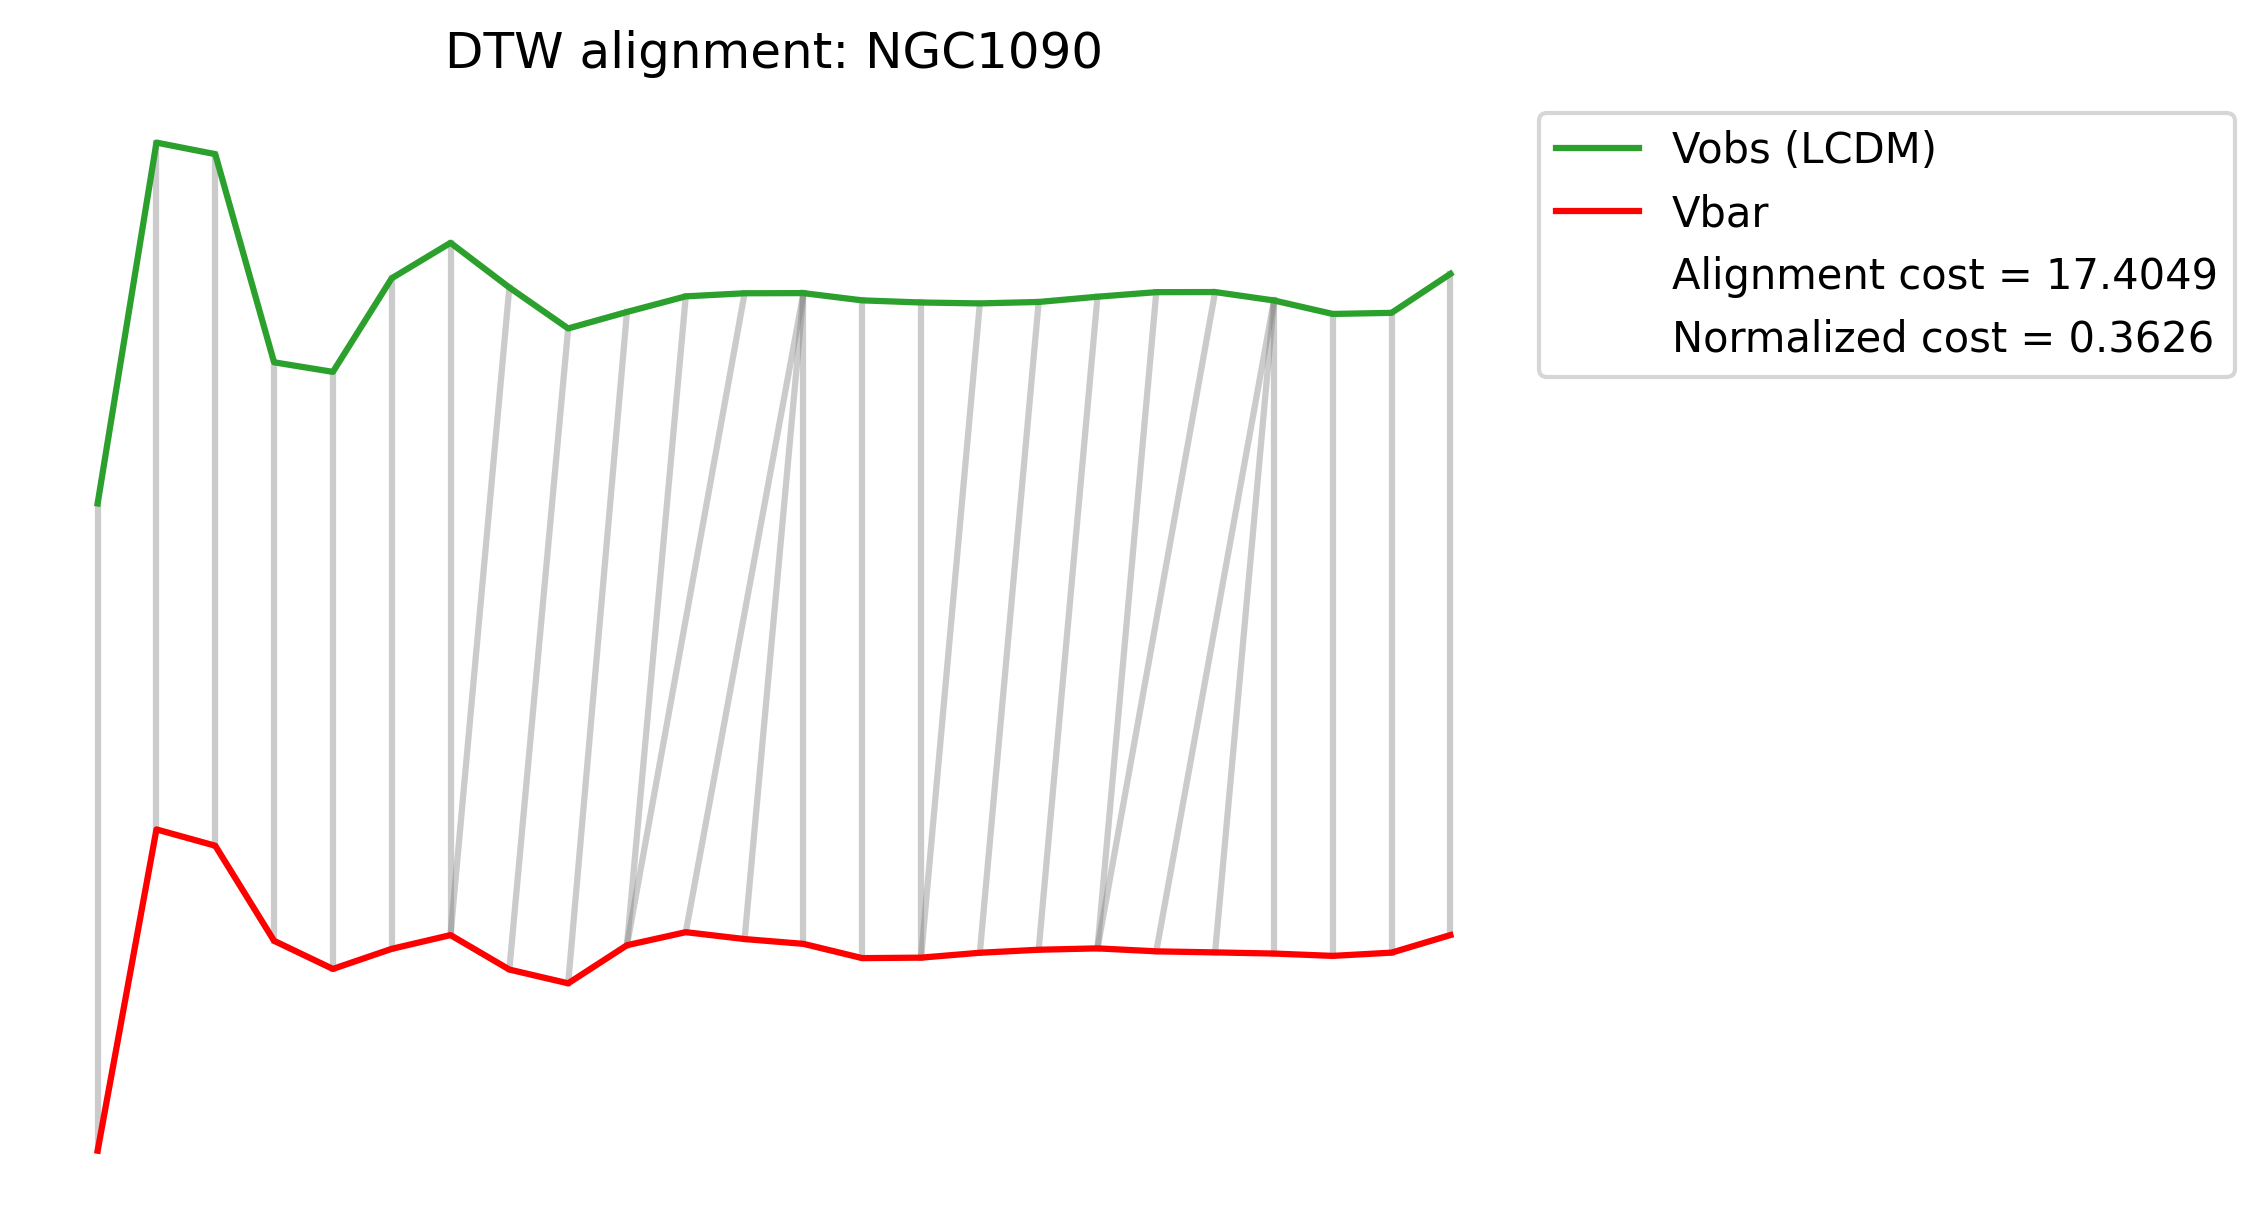 DTW alignment: NGC1090
Vobs (LCDM)
Vbar
Alignment cost = 17.4049
Normalized cost = 0.3626